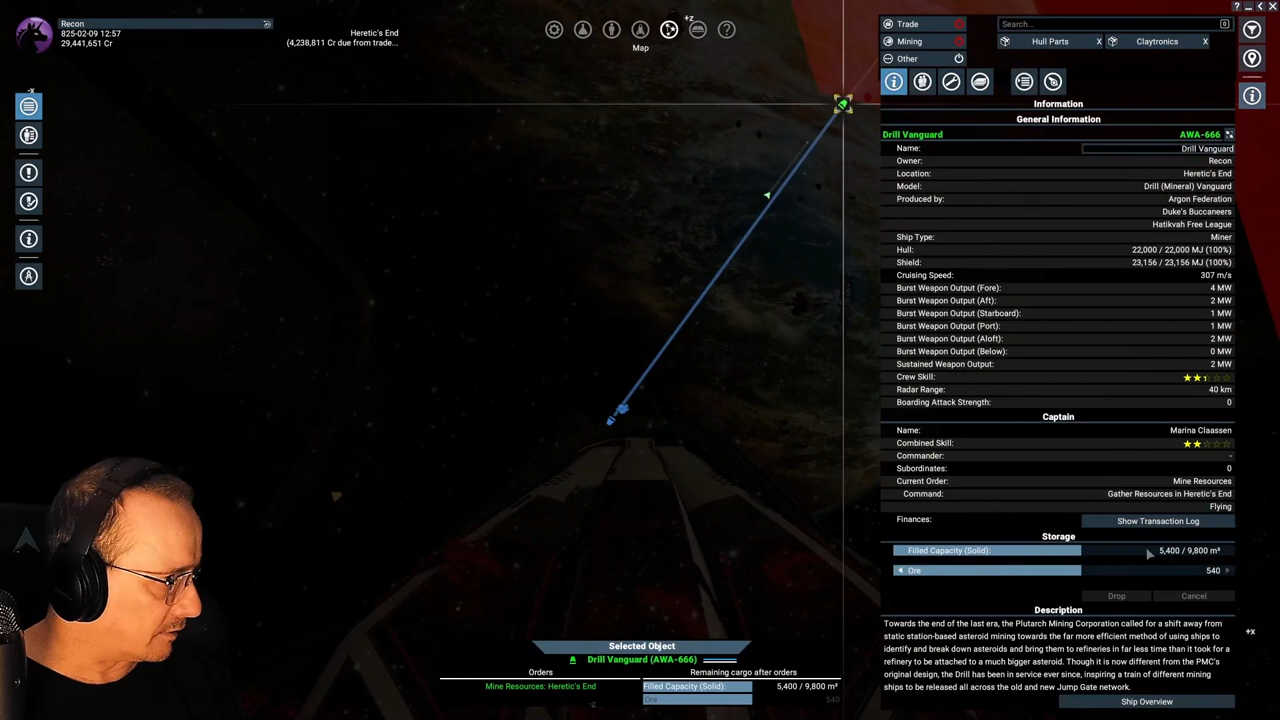 Recon
825-02-09 12:57
29,441,651 Cr
Heretic's End
(4,238,811 Cr due from trade...
-x
+z
Map
Trade
Mining
Other
Search...
0
Hull Parts x
Claytronics x
Information
General Information
Drill Vanguard AWA-666
Name: Drill Vanguard
Owner: Recon
Location: Heretic's End
Model: Drill (Mineral) Vanguard
Produced by: Argon Federation
Duke's Buccaneers
Hatikvah Free League
Ship Type: Miner
Hull: 22,000 / 22,000 MJ (100%)
Shield: 23,156 / 23,156 MJ (100%)
Cruising Speed: 307 m/s
Burst Weapon Output (Fore): 4 MW
Burst Weapon Output (Aft): 2 MW
Burst Weapon Output (Starboard): 1 MW
Burst Weapon Output (Port): 1 MW
Burst Weapon Output (Aloft): 2 MW
Burst Weapon Output (Below): 0 MW
Sustained Weapon Output: 2 MW
Crew Skill:
Radar Range: 40 km
Boarding Attack Strength: 0
Captain
Name: Marina Claassen
Combined Skill:
Commander: -
Subordinates: 0
Current Order: Mine Resources
Command: Gather Resources in Heretic's End
Flying
Finances: Show Transaction Log
Storage
Filled Capacity (Solid): 5,400 / 9,800 m³
Ore 540
Drop Cancel
Description
Towards the end of the last era, the Plutarch Mining Corporation called for a shift away from
static station-based asteroid mining towards the far more efficient method of using ships to
identify and break down asteroids and bring them to refineries in far less time than it took for a
refinery to be attached to a much bigger asteroid. Though it is now different from the PMC's
original design, the Drill has been in service ever since, inspiring a train of different mining
ships to be released all across the old and new Jump Gate network.
Ship Overview
+x
Selected Object
Drill Vanguard (AWA-666)
Orders Remaining cargo after orders
Mine Resources: Heretic's End Filled Capacity (Solid): 5,400 / 9,800 m³
Ore 540